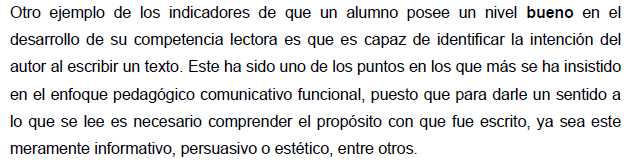 Otro ejemplo de los indicadores de que un alumno posee un nivel bueno en el
desarrollo de su competencia lectora es que es capaz de identificar la intención del
autor al escribir un texto. Este ha sido uno de los puntos en los que más se ha insistido
en el enfoque pedagógico comunicativo funcional, puesto que para darle un sentido a
lo que se lee es necesario comprender el propósito con que fue escrito, ya sea este
meramente informativo, persuasivo o estético, entre otros.